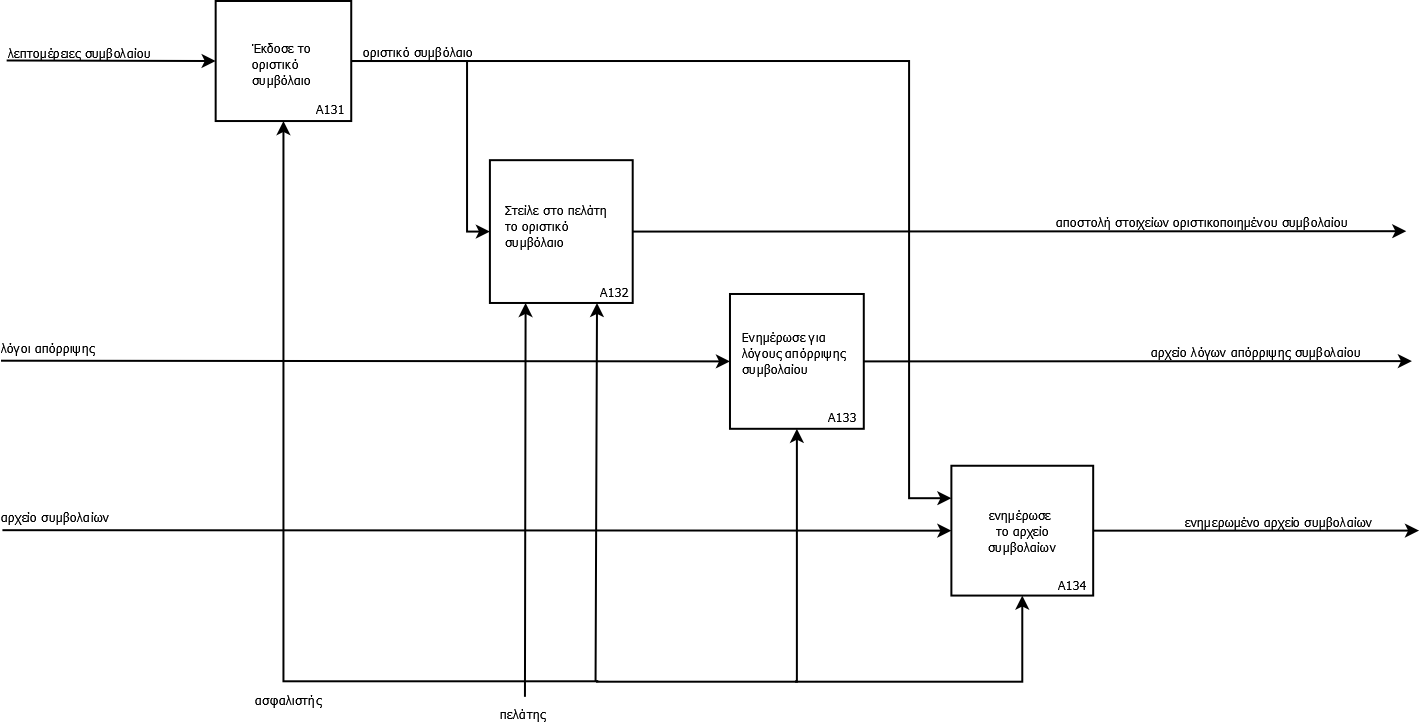 λεπτομέρειες συμβολαίου
Έκδοσε το
οριστικό
συμβόλαιο
A131
οριστικό συμβόλαιο
Στείλε στο πελάτη
το οριστικό
συμβόλαιο
A132
αποστολή στοιχείων οριστικοποιημένου συμβολαίου
λόγοι απόρριψης
Ενημέρωσε για
λόγους απόρριψης
συμβολαίου
A133
αρχείο λόγων απόρριψης συμβολαίου
αρχείο συμβολαίων
ενημέρωσε
το αρχείο
συμβολαίων
A134
ενημερωμένο αρχείο συμβολαίων
ασφαλιστής
πελάτης